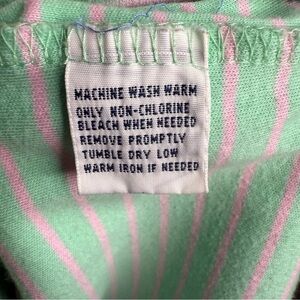 MACHINE WASH WARM
ONLY NON-CHLORINE
BLEACH WHEN NEEDED
REMOVE PROMPTLY
TUMBLE DRY LOW
WARM IRON IF NEEDED